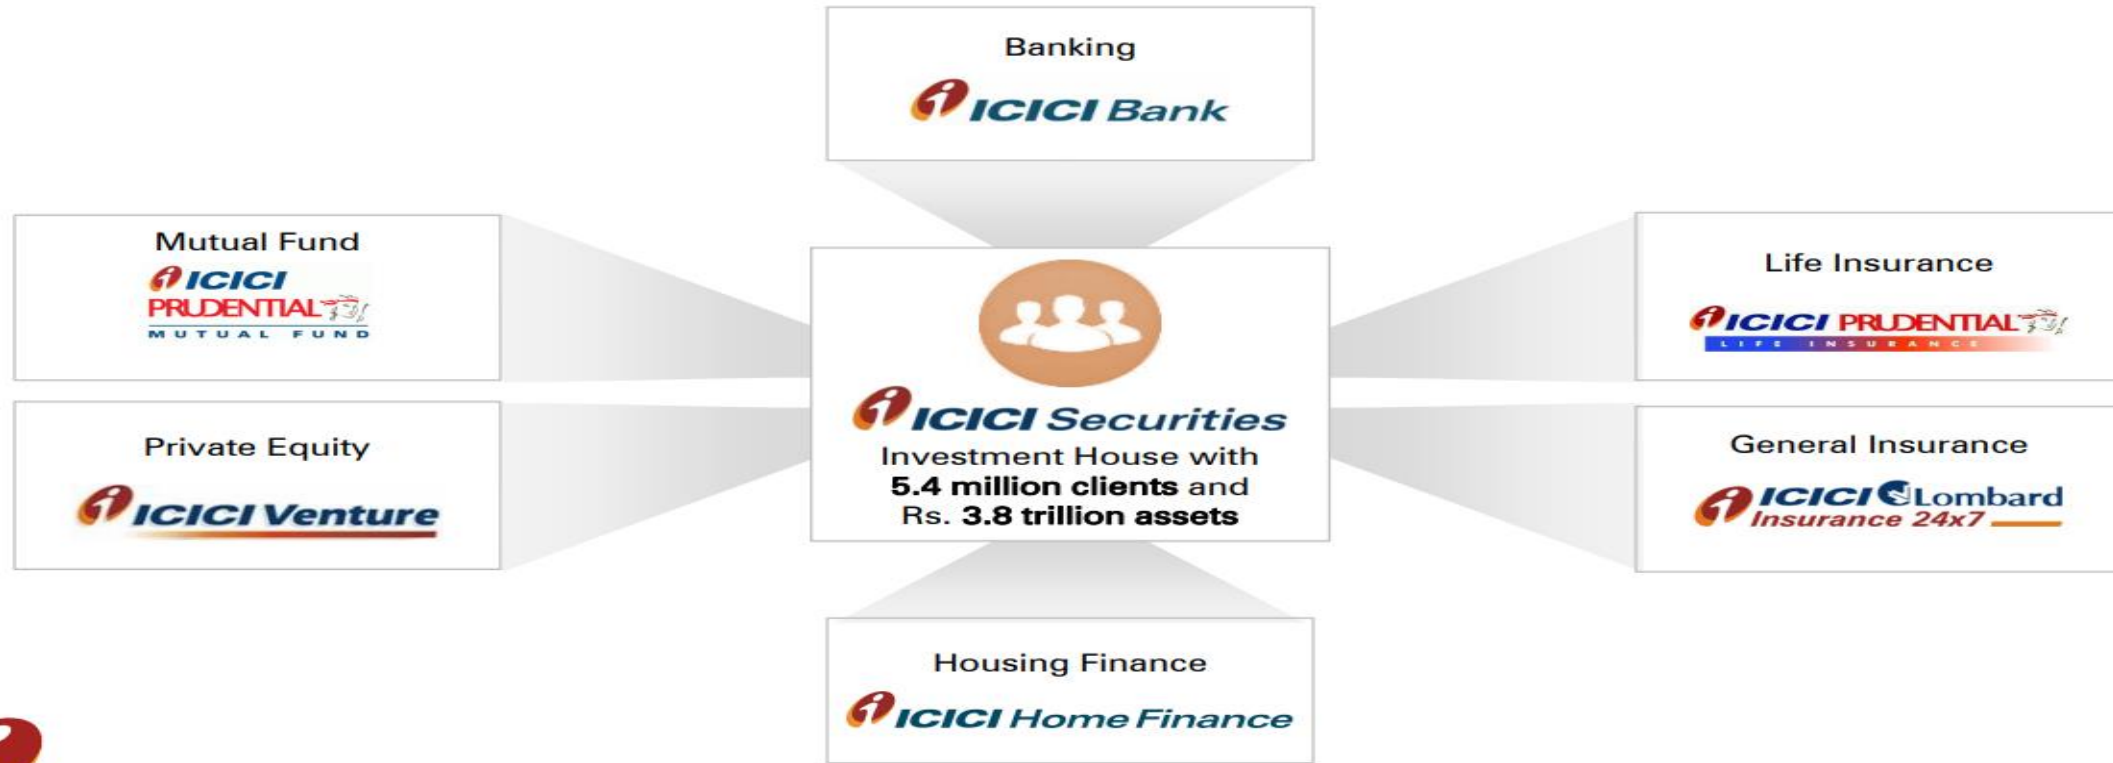 Banking
ICICI Bank
Mutual Fund
ICICI
PRUDENTIAL
MUTUAL FUND
Private Equity
ICICI Venture
ICICI Securities
Investment House with
5.4 million clients and
Rs. 3.8 trillion assets
Life Insurance
ICICI PRUDENTIAL
LIFE INSURANCE
General Insurance
ICICI Lombard
Insurance 24x7
Housing Finance
ICICI Home Finance